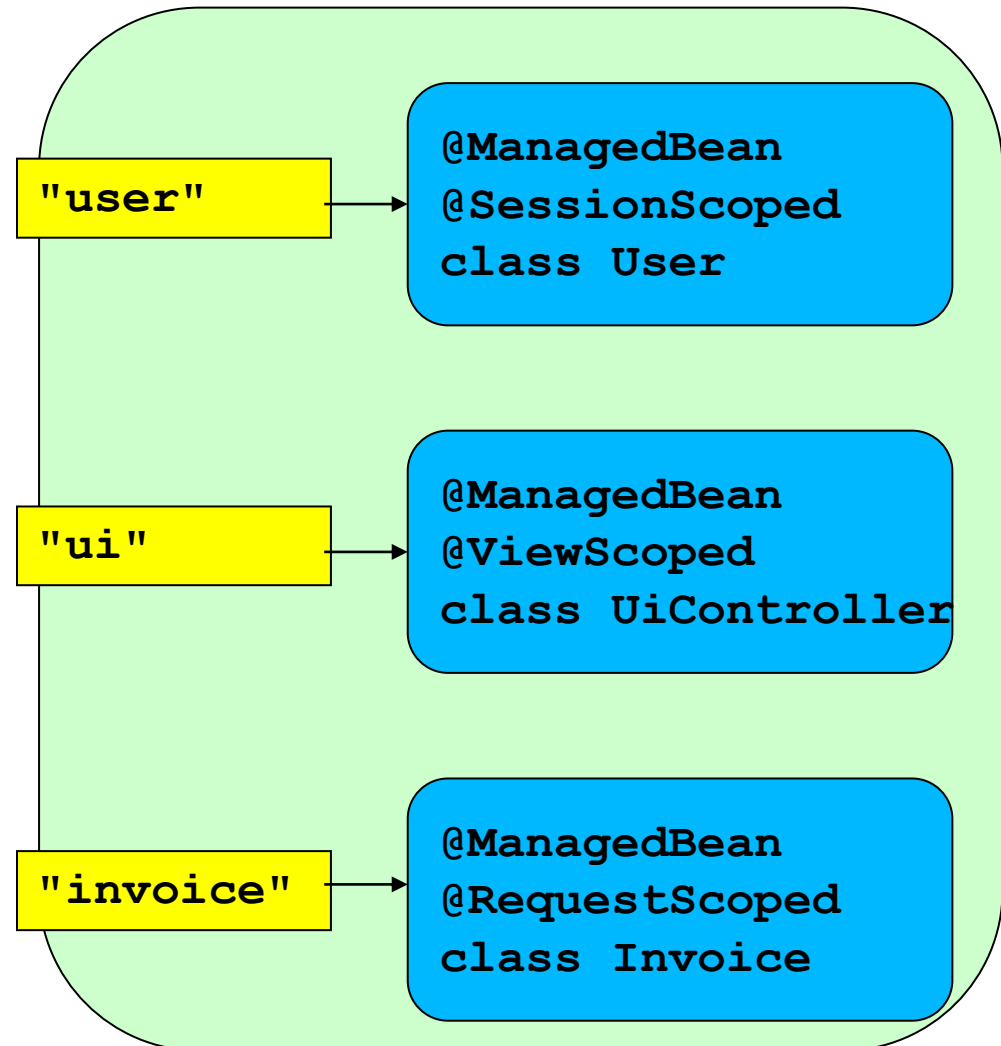 "user"
@ManagedBean
@SessionScoped
class User
"ui"
@ManagedBean
@ViewScoped
class UiController
"invoice"
@ManagedBean
@RequestScoped
class Invoice